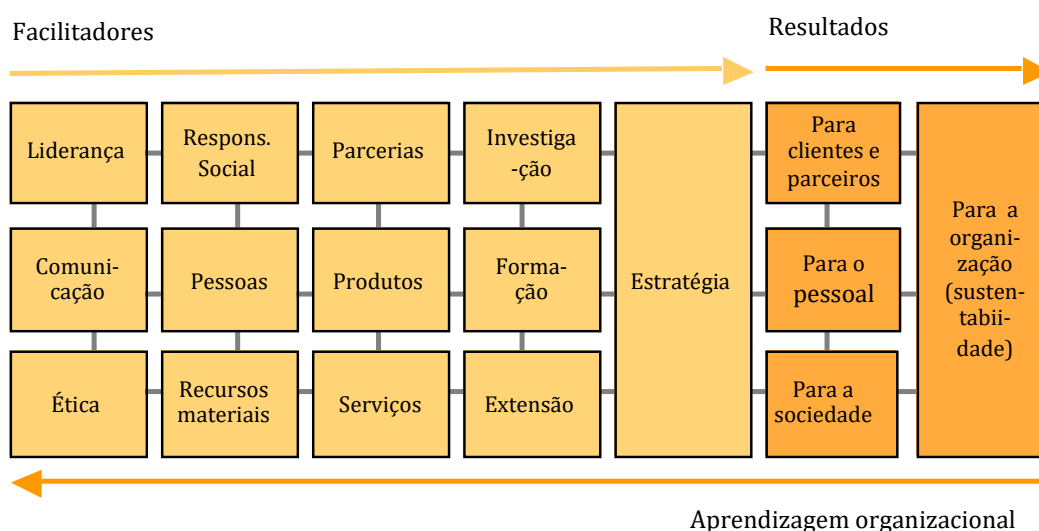 Facilitadores
Resultados
Liderança
Respons.
Social
Parcerias
Investiga
-ção
Para
clientes e
parceiros
Comuni-
cação
Pessoas
Produtos
Forma-
ção
Estratégia
Para o
pessoal
Para a
organi-
zação
(susten-
tabii-
dade)
Ética
Recursos
materiais
Serviços
Extensão
Para a
sociedade
Aprendizagem organizacional